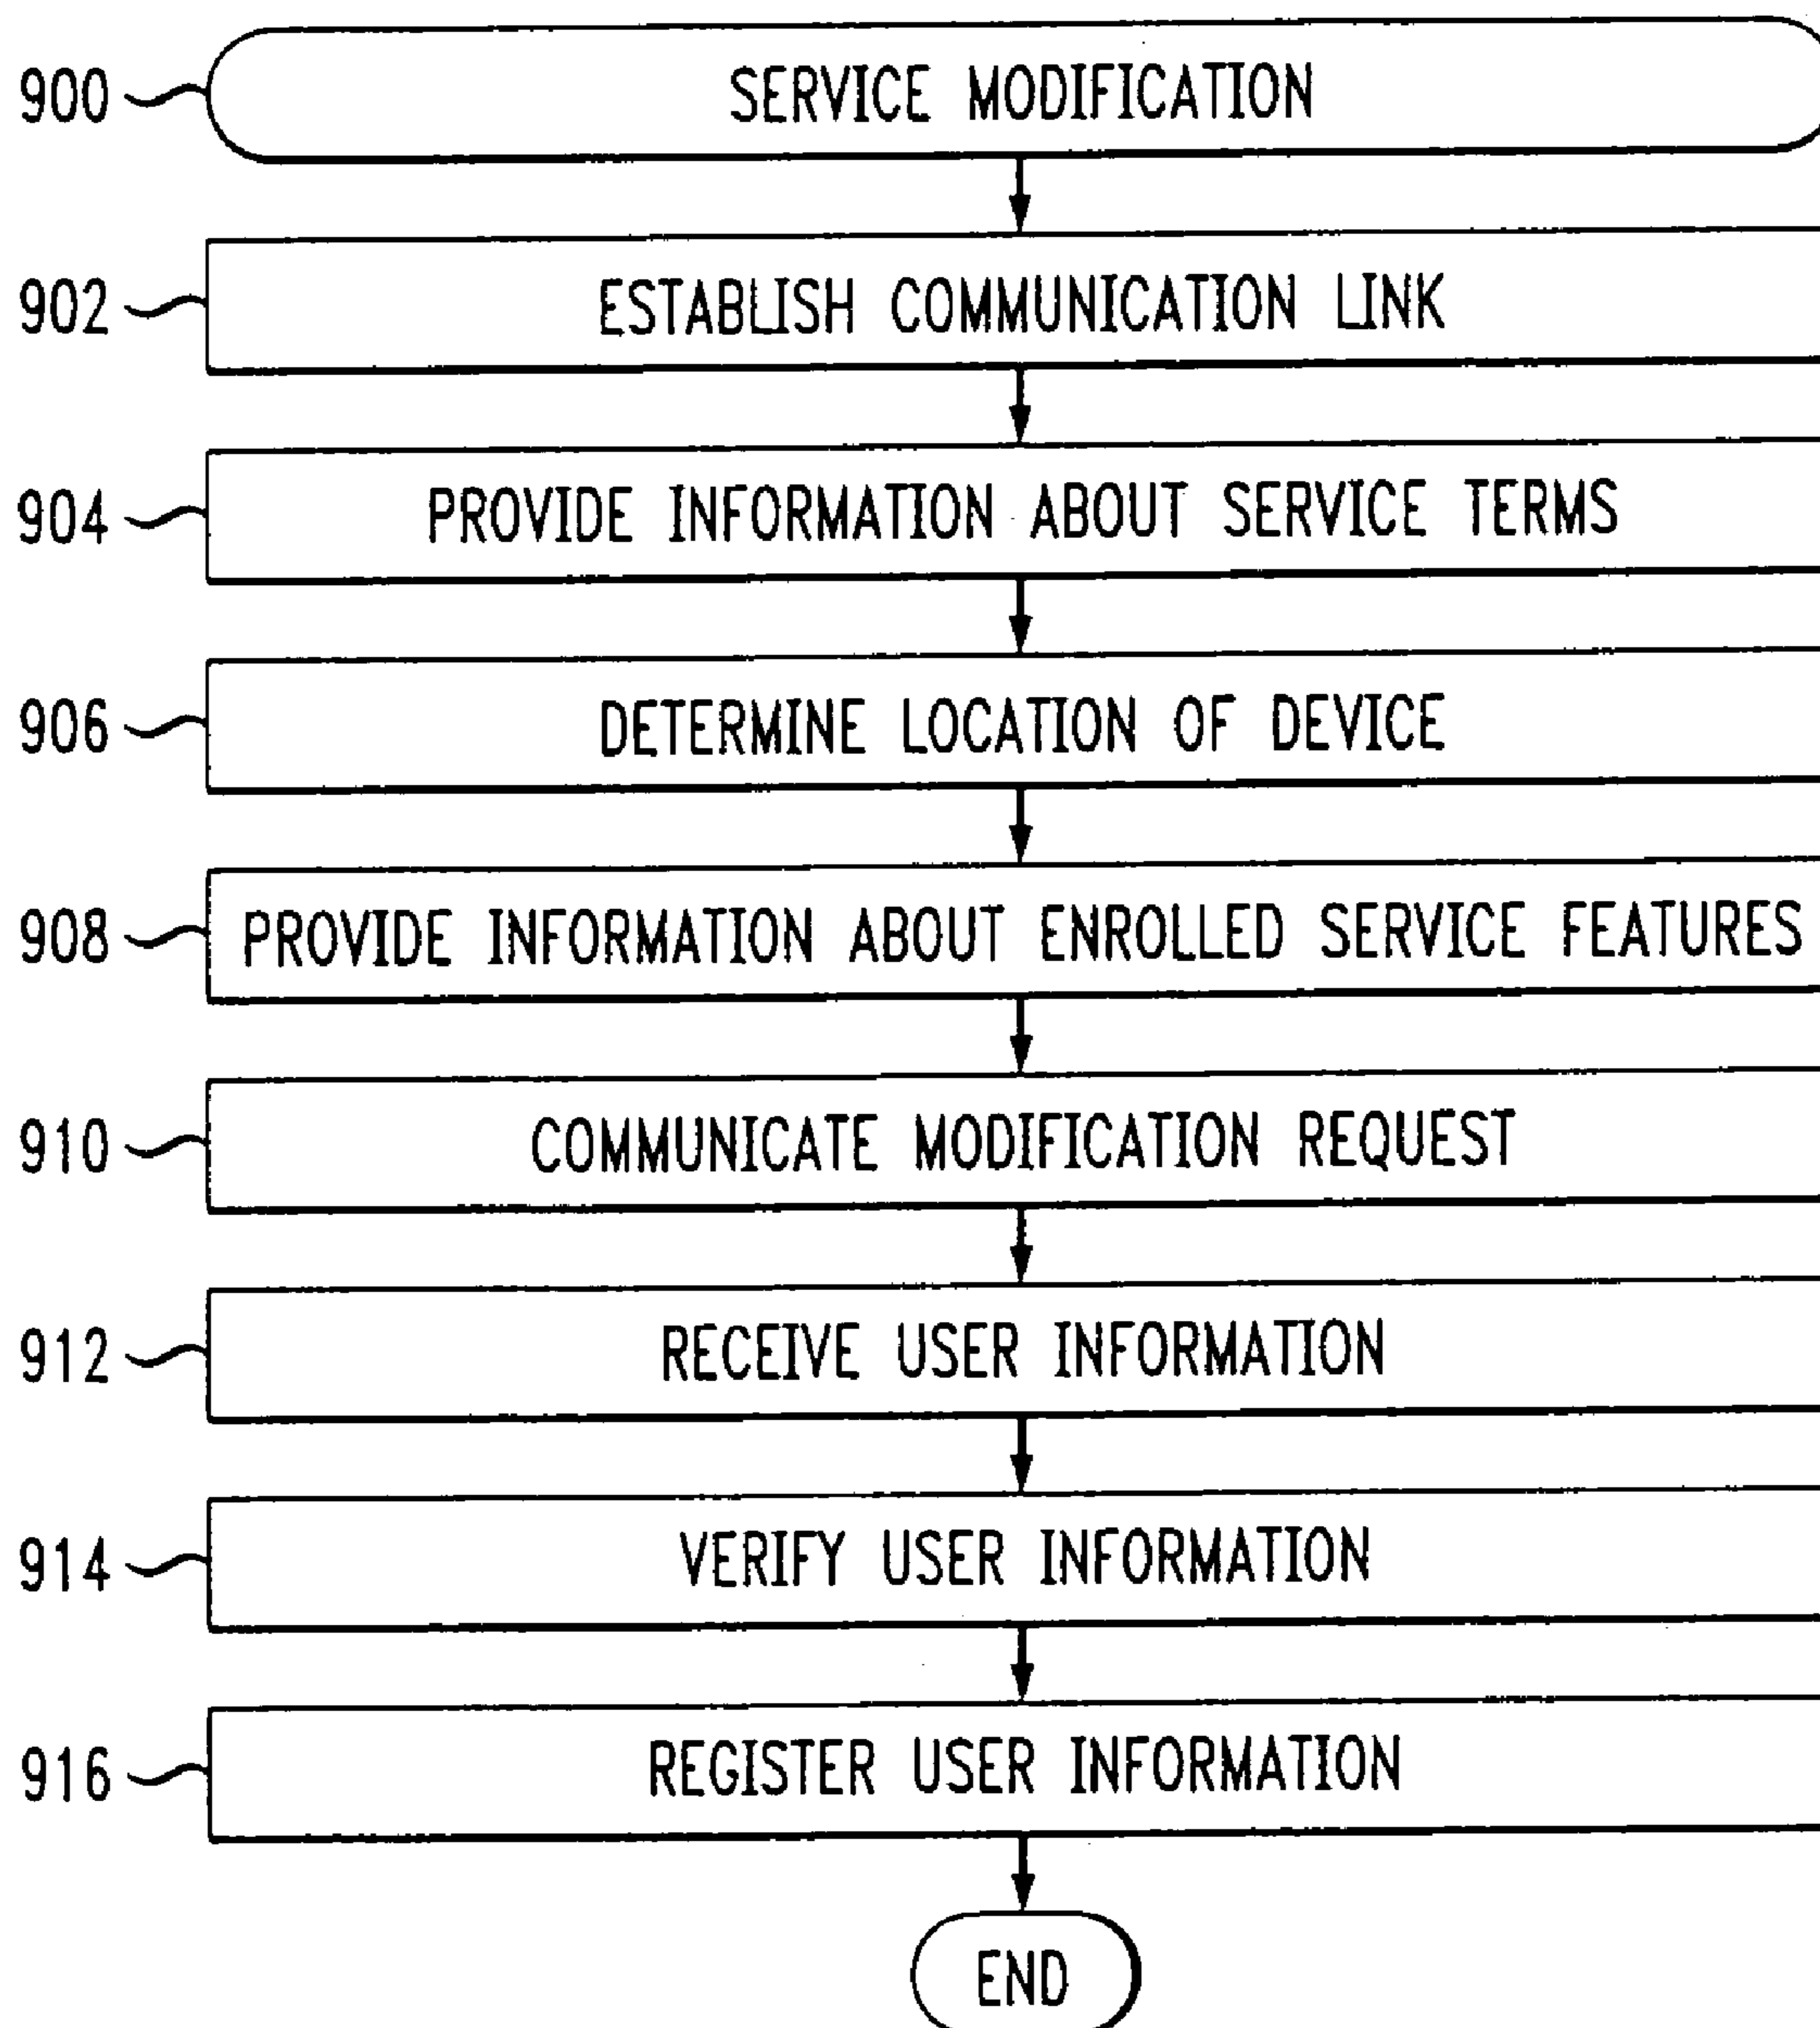 900 SERVICE MODIFICATION
902 ESTABLISH COMMUNICATION LINK
904 PROVIDE INFORMATION ABOUT SERVICE TERMS
906 DETERMINE LOCATION OF DEVICE
908 PROVIDE INFORMATION ABOUT ENROLLED SERVICE FEATURES
910 COMMUNICATE MODIFICATION REQUEST
912 RECEIVE USER INFORMATION
914 VERIFY USER INFORMATION
916 REGISTER USER INFORMATION
END